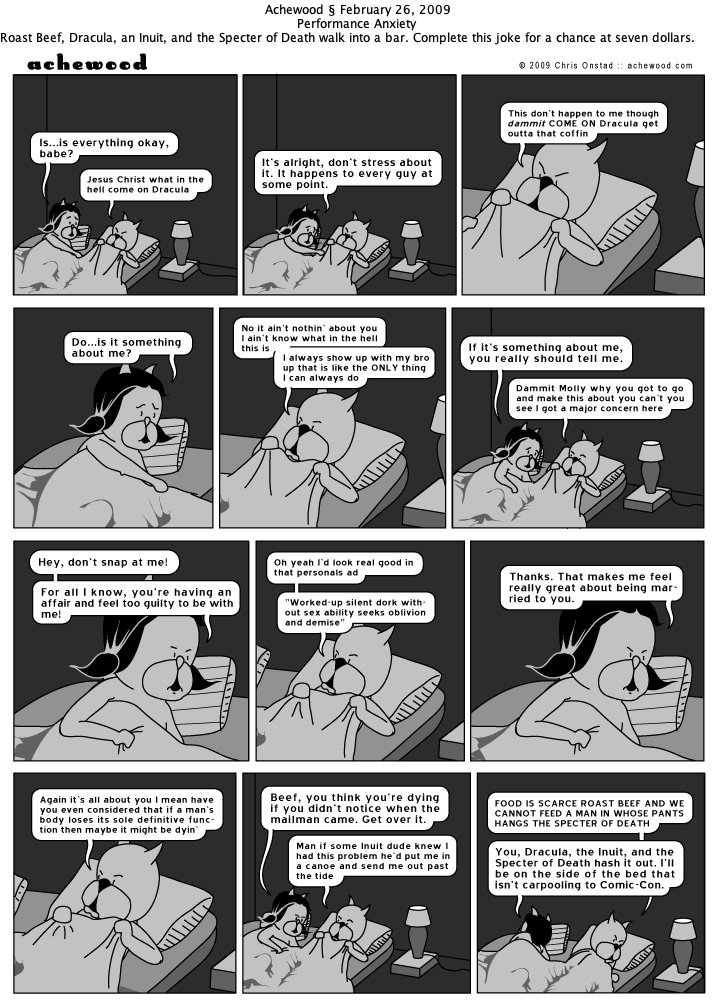 Achewood § February 26, 2009
Performance Anxiety
Roast Beef, Dracula, an Inuit, and the Specter of Death walk into a bar. Complete this joke for a chance at seven dollars.
achewood
© 2009 Chris Onstad :: achewood.com
Is...is everything okay,
babe?
Jesus Christ what in the
hell come on Dracula
It's alright, don't stress about
it. It happens to every guy at
some point.
This don't happen to me though
dammit COME ON Dracula get
outta that coffin
Do...is it something
about me?
No it ain't nothin' about you
I ain't know what in the hell
this is
I always show up with my bro
up that is like the ONLY thing
I can always do
If it's something about me,
you really should tell me.
Dammit Molly why you got to go
and make this about you can't you
see I got a major concern here
Hey, don't snap at me!
For all I know, you're having an
affair and feel too guilty to be with
me!
Oh yeah I'd look real good in
that personals ad
"Worked-up silent dork with-
out sex ability seeks oblivion
and demise"
Thanks. That makes me feel
really great about being mar-
ried to you.
Again it's all about you I mean have
you even considered that if a man's
body loses its sole definitive func-
tion then maybe it might be dyin'
Beef, you think you're dying
if you didn't notice when the
mailman came. Get over it.
Man if some Inuit dude knew I
had this problem he'd put me in
a canoe and send me out past
the tide
FOOD IS SCARCE ROAST BEEF AND WE
CANNOT FEED A MAN IN WHOSE PANTS
HANGS THE SPECTER OF DEATH
You, Dracula, the Inuit, and the
Specter of Death hash it out. I'll
be on the side of the bed that
isn't carpooling to Comic-Con.